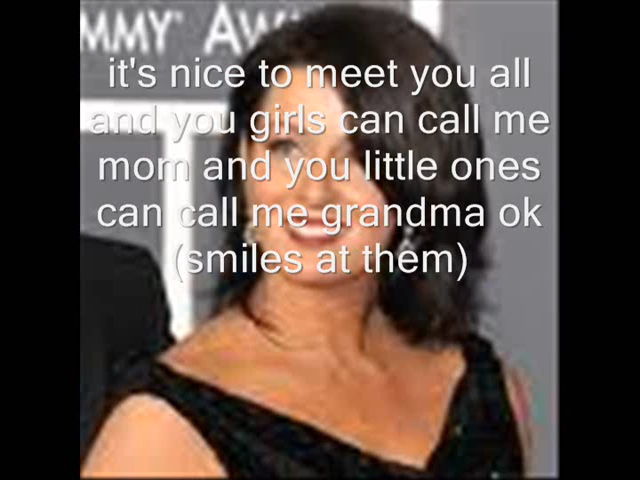 MMY AW
it's nice to meet you all
and you girls can call me
mom and you little ones
can call me grandma ok
(smiles at them)